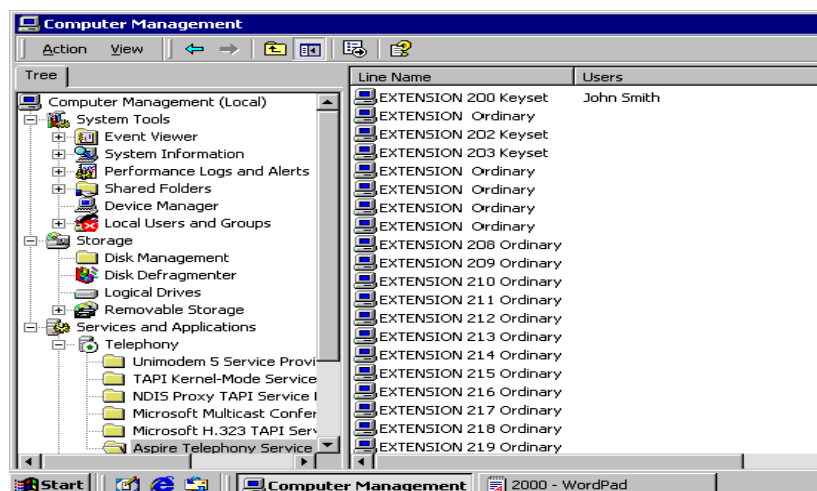 Computer Management
Action View
Tree
Computer Management (Local)
System Tools
Event Viewer
System Information
Performance Logs and Alerts
Shared Folders
Device Manager
Local Users and Groups
Storage
Disk Management
Disk Defragmenter
Logical Drives
Removable Storage
Services and Applications
Telephony
Unimodem 5 Service Provi
TAPI Kernel-Mode Service
NDIS Proxy TAPI Service
Microsoft Multicast Confer
Microsoft H.323 TAPI Serv
Aspire Telephony Service
Line Name Users
EXTENSION 200 Keyset John Smith
EXTENSION Ordinary
EXTENSION 202 Keyset
EXTENSION 203 Keyset
EXTENSION Ordinary
EXTENSION Ordinary
EXTENSION Ordinary
EXTENSION Ordinary
EXTENSION 208 Ordinary
EXTENSION 209 Ordinary
EXTENSION 210 Ordinary
EXTENSION 211 Ordinary
EXTENSION 212 Ordinary
EXTENSION 213 Ordinary
EXTENSION 214 Ordinary
EXTENSION 215 Ordinary
EXTENSION 216 Ordinary
EXTENSION 217 Ordinary
EXTENSION 218 Ordinary
EXTENSION 219 Ordinary
Start Computer Management 2000 - WordPad